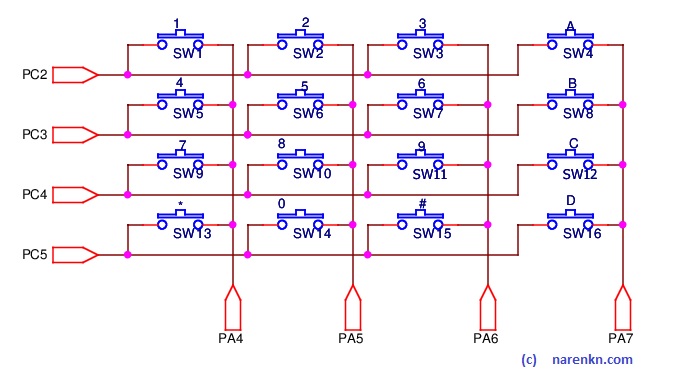 1 2 3 A
SW1 SW2 SW3 SW4
PC2
4 5 6 B
SW5 SW6 SW7 SW8
PC3
7 8 9 C
SW9 SW10 SW11 SW12
PC4
* 0 # D
SW13 SW14 SW15 SW16
PC5
PA4 PA5 PA6 PA7
(c) narenkn.com